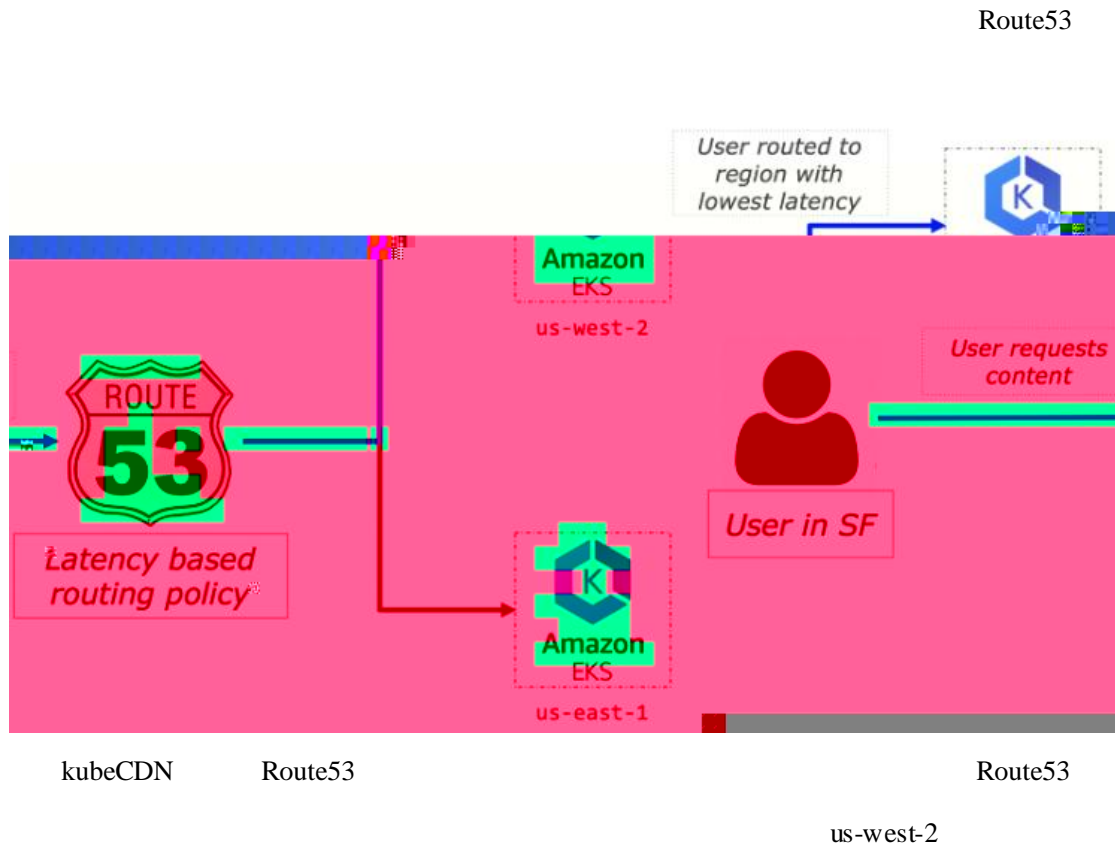 Route53
User routed to
region with
lowest latency
K
Amazon
EKS
us-west-2
User requests
content
ROUTE
53
User in SF
Latency based
routing policy
K
Amazon
EKS
us-east-1
kubeCDN Route53 Route53
us-west-2